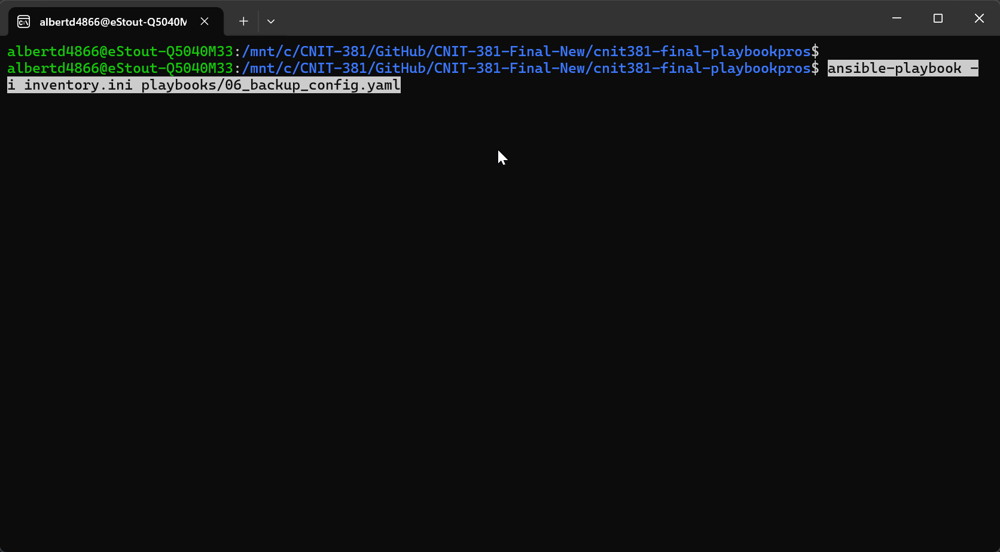 albertd4866@eStout-Q5040M
albertd4866@eStout-Q5040M33:/mnt/c/CNIT-381/GitHub/CNIT-381-Final-New/cnit381-final-playbookpros$
albertd4866@eStout-Q5040M33:/mnt/c/CNIT-381/GitHub/CNIT-381-Final-New/cnit381-final-playbookpros$ ansible-playbook -
i inventory.ini playbooks/06_backup_config.yaml